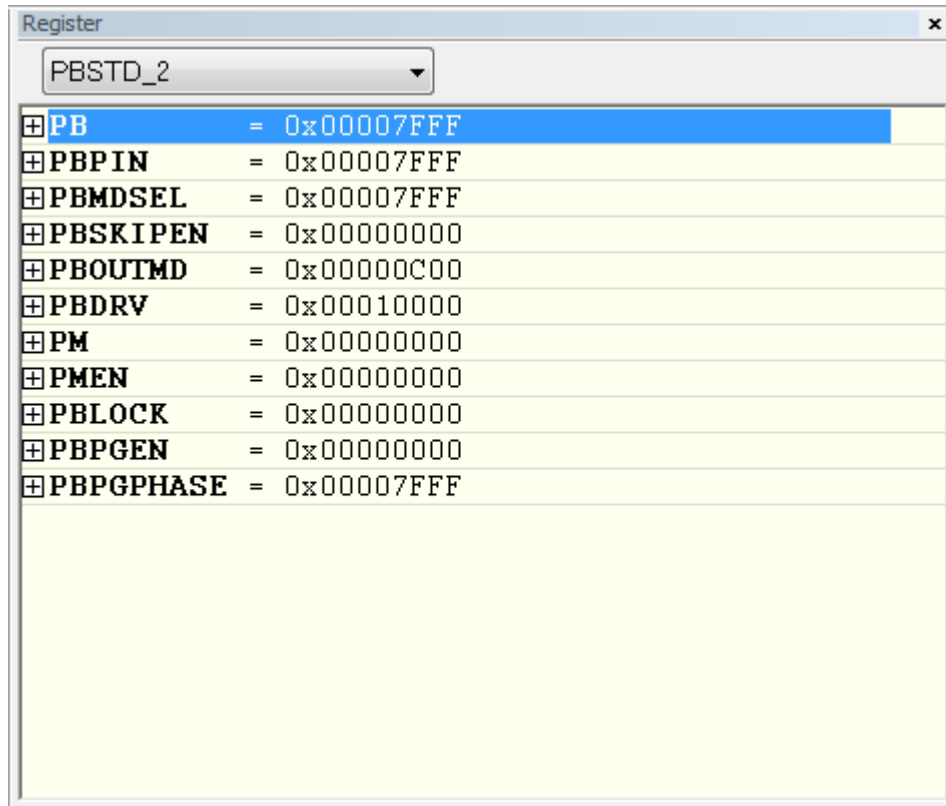 Register
PBSTD_2
PB = 0x00007FFF
PBPIN = 0x00007FFF
PBMDSEL = 0x00007FFF
PBSKIPEN = 0x00000000
PBOUTMD = 0x00000C00
PBDRV = 0x00010000
PM = 0x00000000
PMEN = 0x00000000
PBLOCK = 0x00000000
PBPGEN = 0x00000000
PBPGPHASE = 0x00007FFF